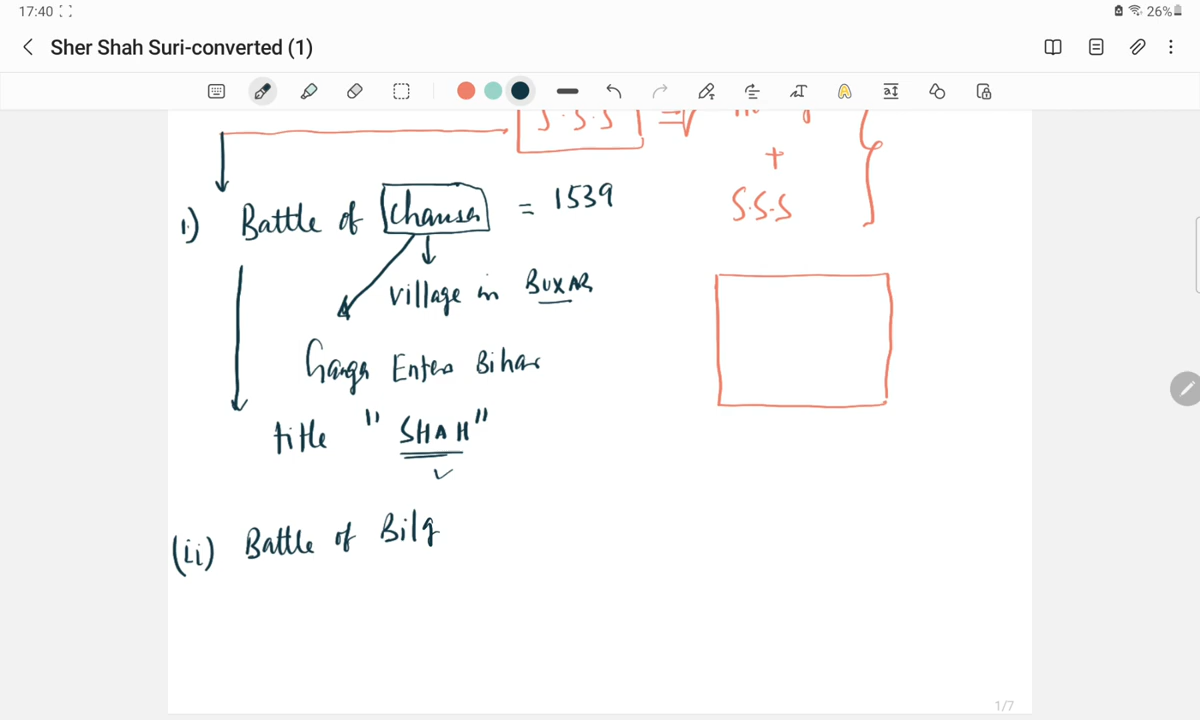 17:40
26%
Sher Shah Suri-converted (1)
S.S.S
+
S.S.S
1.) Battle of Chausa = 1539
Village in BUXAR
Ganga Enters Bihar
title "SHAH"
(ii) Battle of Bilg
1/7